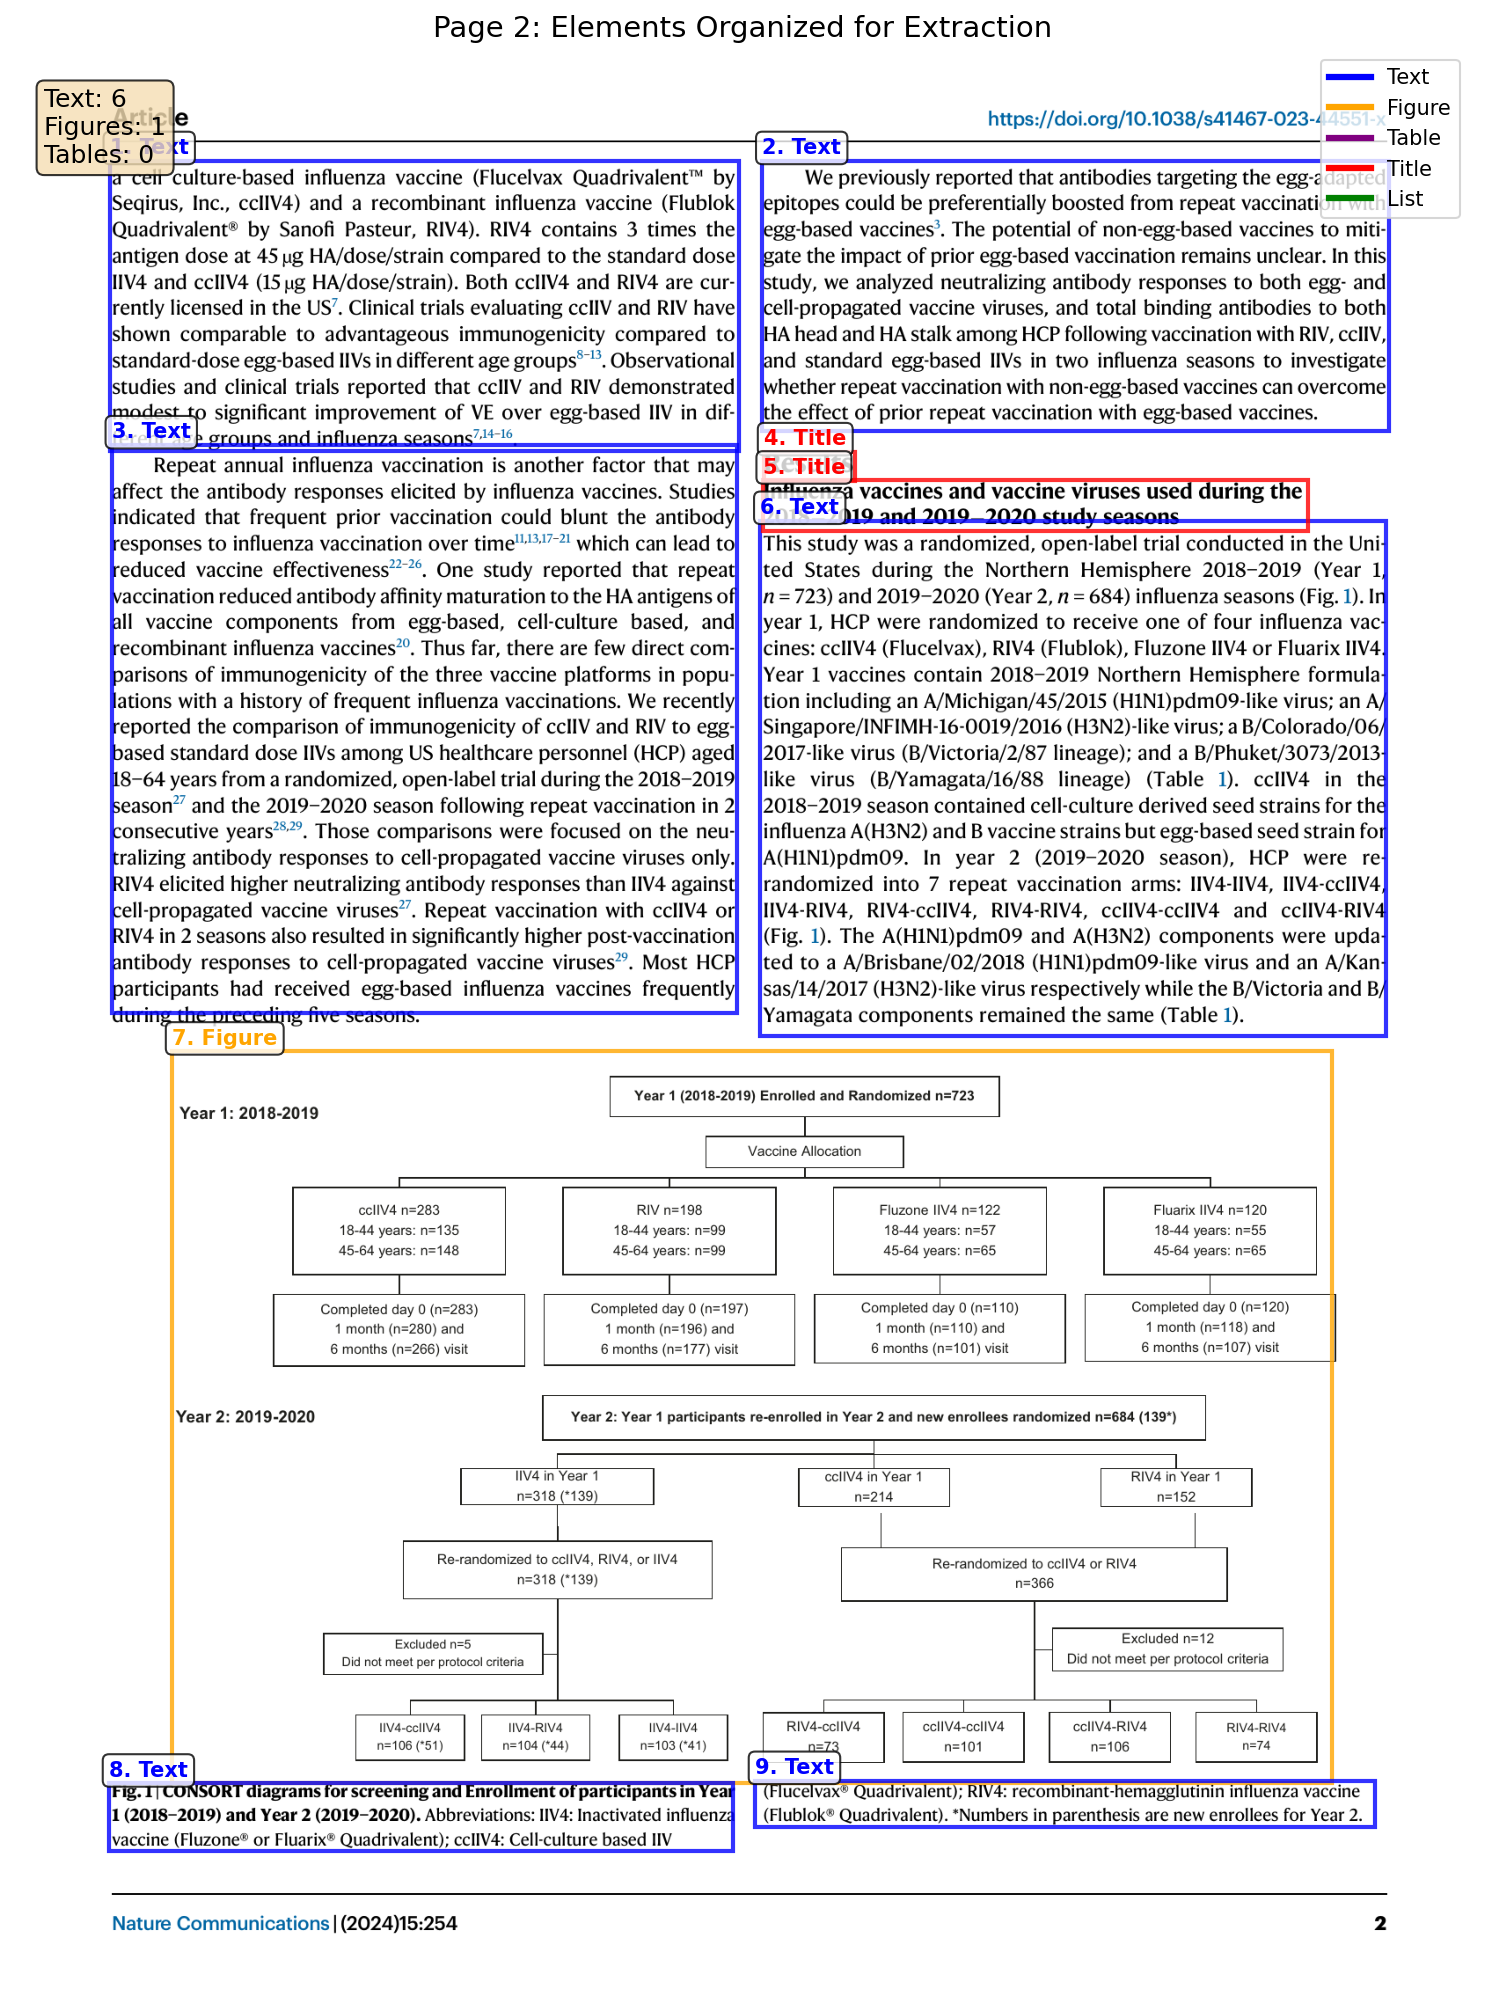 Page 2: Elements Organized for Extraction
Text: 6
Figures: 1
Tables: 0
Text
Figure
Table
Title
List
Article
https://doi.org/10.1038/s41467-023-44551-x
1. Text
a cell culture-based influenza vaccine (Flucelvax Quadrivalent™ by
Seqirus, Inc., ccIIV4) and a recombinant influenza vaccine (Flublok
Quadrivalent® by Sanofi Pasteur, RIV4). RIV4 contains 3 times the
antigen dose at 45 µg HA/dose/strain compared to the standard dose
IIV4 and ccIIV4 (15 µg HA/dose/strain). Both ccIIV4 and RIV4 are cur-
rently licensed in the US7. Clinical trials evaluating ccIIV and RIV have
shown comparable to advantageous immunogenicity compared to
standard-dose egg-based IIVs in different age groups8–13. Observational
studies and clinical trials reported that ccIIV and RIV demonstrated
modest to significant improvement of VE over egg-based IIV in dif-
ferent age groups and influenza seasons7,14–16.
3. Text
Repeat annual influenza vaccination is another factor that may
affect the antibody responses elicited by influenza vaccines. Studies
indicated that frequent prior vaccination could blunt the antibody
responses to influenza vaccination over time11,13,17–21 which can lead to
reduced vaccine effectiveness22–26. One study reported that repeat
vaccination reduced antibody affinity maturation to the HA antigens of
all vaccine components from egg-based, cell-culture based, and
recombinant influenza vaccines20. Thus far, there are few direct com-
parisons of immunogenicity of the three vaccine platforms in popu-
lations with a history of frequent influenza vaccinations. We recently
reported the comparison of immunogenicity of ccIIV and RIV to egg-
based standard dose IIVs among US healthcare personnel (HCP) aged
18–64 years from a randomized, open-label trial during the 2018–2019
season27 and the 2019–2020 season following repeat vaccination in 2
consecutive years28,29. Those comparisons were focused on the neu-
tralizing antibody responses to cell-propagated vaccine viruses only.
RIV4 elicited higher neutralizing antibody responses than IIV4 against
cell-propagated vaccine viruses27. Repeat vaccination with ccIIV4 or
RIV4 in 2 seasons also resulted in significantly higher post-vaccination
antibody responses to cell-propagated vaccine viruses29. Most HCP
participants had received egg-based influenza vaccines frequently
during the preceding five seasons.
2. Text
We previously reported that antibodies targeting the egg-adapted
epitopes could be preferentially boosted from repeat vaccination with
egg-based vaccines3. The potential of non-egg-based vaccines to miti-
gate the impact of prior egg-based vaccination remains unclear. In this
study, we analyzed neutralizing antibody responses to both egg- and
cell-propagated vaccine viruses, and total binding antibodies to both
HA head and HA stalk among HCP following vaccination with RIV, ccIIV,
and standard egg-based IIVs in two influenza seasons to investigate
whether repeat vaccination with non-egg-based vaccines can overcome
the effect of prior repeat vaccination with egg-based vaccines.
4. Title
Results
5. Title
Influenza vaccines and vaccine viruses used during the
2018–2019 and 2019–2020 study seasons
6. Text
This study was a randomized, open-label trial conducted in the Uni-
ted States during the Northern Hemisphere 2018–2019 (Year 1,
n = 723) and 2019–2020 (Year 2, n = 684) influenza seasons (Fig. 1). In
year 1, HCP were randomized to receive one of four influenza vac-
cines: ccIIV4 (Flucelvax), RIV4 (Flublok), Fluzone IIV4 or Fluarix IIV4.
Year 1 vaccines contain 2018–2019 Northern Hemisphere formula-
tion including an A/Michigan/45/2015 (H1N1)pdm09-like virus; an A/
Singapore/INFIMH-16-0019/2016 (H3N2)-like virus; a B/Colorado/06/
2017-like virus (B/Victoria/2/87 lineage); and a B/Phuket/3073/2013-
like virus (B/Yamagata/16/88 lineage) (Table 1). ccIIV4 in the
2018–2019 season contained cell-culture derived seed strains for the
influenza A(H3N2) and B vaccine strains but egg-based seed strain for
A(H1N1)pdm09. In year 2 (2019–2020 season), HCP were re-
randomized into 7 repeat vaccination arms: IIV4-IIV4, IIV4-ccIIV4,
IIV4-RIV4, RIV4-ccIIV4, RIV4-RIV4, ccIIV4-ccIIV4 and ccIIV4-RIV4
(Fig. 1). The A(H1N1)pdm09 and A(H3N2) components were upda-
ted to a A/Brisbane/02/2018 (H1N1)pdm09-like virus and an A/Kan-
sas/14/2017 (H3N2)-like virus respectively while the B/Victoria and B/
Yamagata components remained the same (Table 1).
7. Figure
Year 1: 2018-2019
Year 1 (2018-2019) Enrolled and Randomized n=723
Vaccine Allocation
ccIIV4 n=283
18-44 years: n=135
45-64 years: n=148
RIV n=198
18-44 years: n=99
45-64 years: n=99
Fluzone IIV4 n=122
18-44 years: n=57
45-64 years: n=65
Fluarix IIV4 n=120
18-44 years: n=55
45-64 years: n=65
Completed day 0 (n=283)
1 month (n=280) and
6 months (n=266) visit
Completed day 0 (n=197)
1 month (n=196) and
6 months (n=177) visit
Completed day 0 (n=110)
1 month (n=110) and
6 months (n=101) visit
Completed day 0 (n=120)
1 month (n=118) and
6 months (n=107) visit
Year 2: 2019-2020
Year 2: Year 1 participants re-enrolled in Year 2 and new enrollees randomized n=684 (139*)
IIV4 in Year 1
n=318 (*139)
ccIIV4 in Year 1
n=214
RIV4 in Year 1
n=152
Re-randomized to ccIIV4, RIV4, or IIV4
n=318 (*139)
Re-randomized to ccIIV4 or RIV4
n=366
Excluded n=5
Did not meet per protocol criteria
Excluded n=12
Did not meet per protocol criteria
IIV4-ccIIV4
n=106 (*51)
IIV4-RIV4
n=104 (*44)
IIV4-IIV4
n=103 (*41)
RIV4-ccIIV4
n=73
ccIIV4-ccIIV4
n=101
ccIIV4-RIV4
n=106
RIV4-RIV4
n=74
8. Text
Fig. 1 | CONSORT diagrams for screening and Enrollment of participants in Year
1 (2018–2019) and Year 2 (2019–2020). Abbreviations: IIV4: Inactivated influenza
vaccine (Fluzone® or Fluarix® Quadrivalent); ccIIV4: Cell-culture based IIV
9. Text
(Flucelvax® Quadrivalent); RIV4: recombinant-hemagglutinin influenza vaccine
(Flublok® Quadrivalent). *Numbers in parenthesis are new enrollees for Year 2.
Nature Communications | (2024)15:254
2